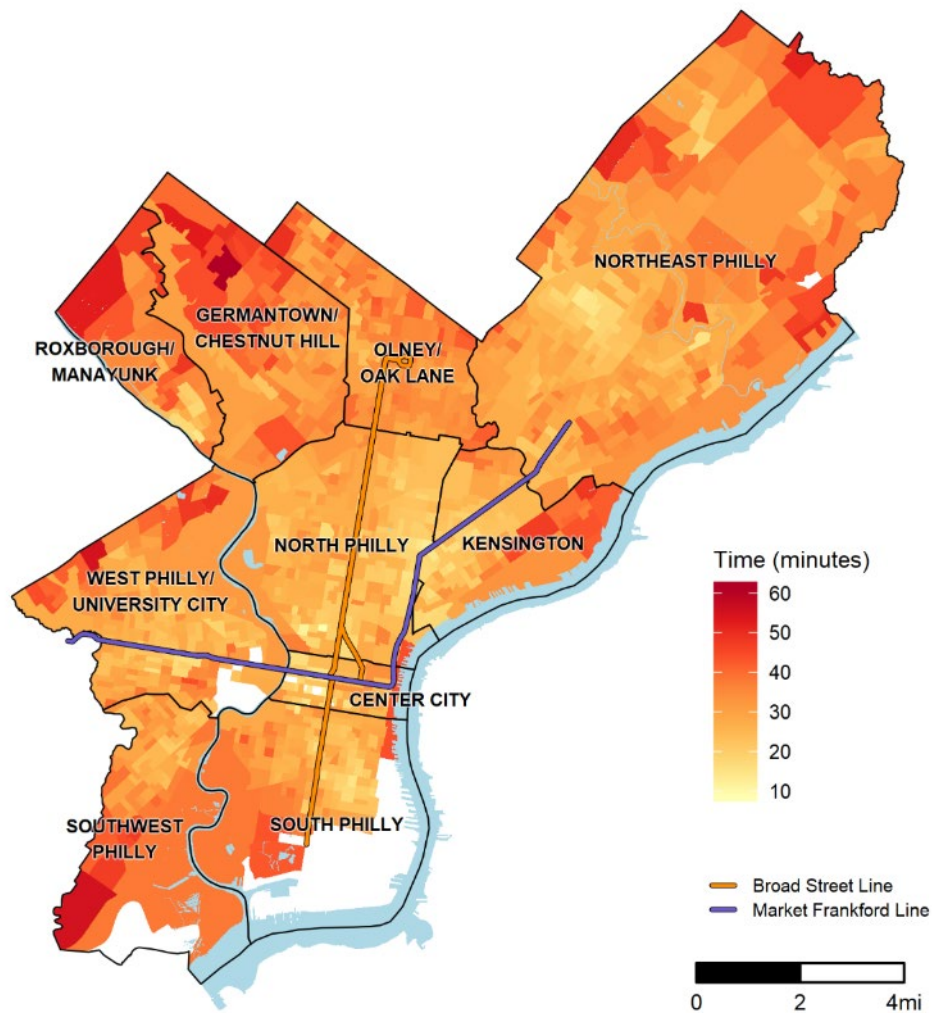 NORTHEAST PHILLY
GERMANTOWN/
CHESTNUT HILL
ROXBOROUGH/
MANAYUNK
OLNEY/
OAK LANE
NORTH PHILLY
KENSINGTON
WEST PHILLY/
UNIVERSITY CITY
CENTER CITY
SOUTHWEST
PHILLY
SOUTH PHILLY
Time (minutes)
60
50
40
30
20
10
Broad Street Line
Market Frankford Line
0 2 4mi